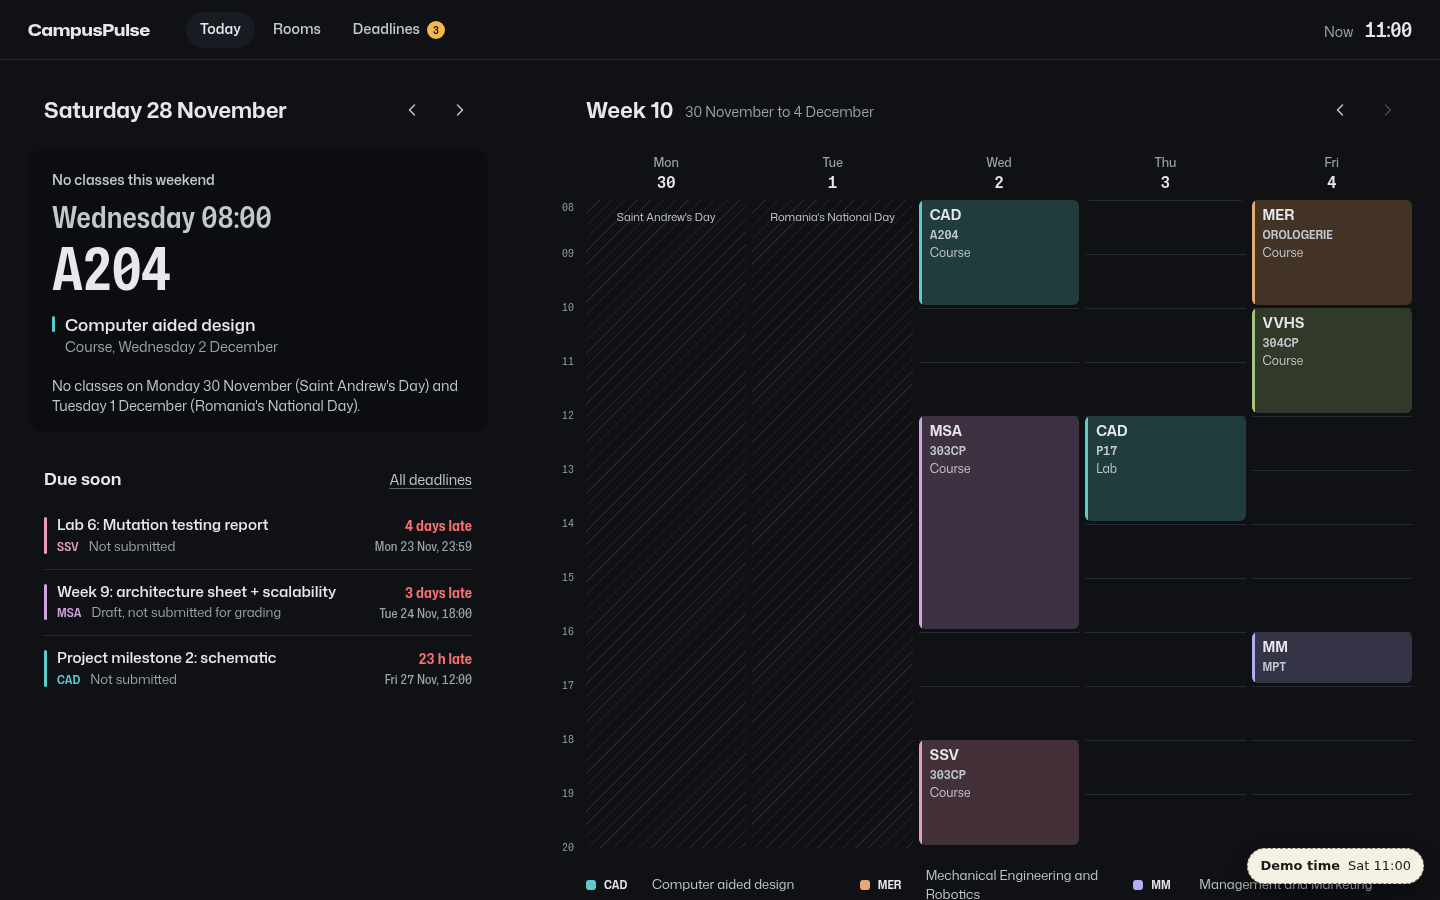 CampusPulse
Today
Rooms
Deadlines 3
Now 11:00
Saturday 28 November
No classes this weekend
Wednesday 08:00
A204
Computer aided design
Course, Wednesday 2 December
No classes on Monday 30 November (Saint Andrew's Day) and
Tuesday 1 December (Romania's National Day).
Due soon
All deadlines
Lab 6: Mutation testing report
4 days late
SSV Not submitted
Mon 23 Nov, 23:59
Week 9: architecture sheet + scalability
3 days late
MSA Draft, not submitted for grading
Tue 24 Nov, 18:00
Project milestone 2: schematic
23 h late
CAD Not submitted
Fri 27 Nov, 12:00
Week 10 30 November to 4 December
Mon
30
Tue
1
Wed
2
Thu
3
Fri
4
08
09
10
11
12
13
14
15
16
17
18
19
20
Saint Andrew's Day
Romania's National Day
CAD
A204
Course
MSA
303CP
Course
SSV
303CP
Course
CAD
P17
Lab
MER
OROLOGERIE
Course
VVHS
304CP
Course
MM
MPT
CAD Computer aided design
MER Mechanical Engineering and
Robotics
MM Management and Marketing
Demo time Sat 11:00